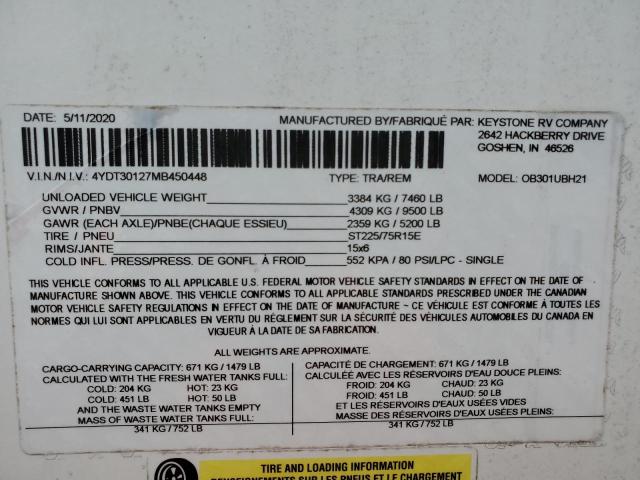 DATE: 5/11/2020
MANUFACTURED BY/FABRIQUÉ PAR: KEYSTONE RV COMPANY
2642 HACKBERRY DRIVE
GOSHEN, IN 46526
V.I.N./N.I.V.: 4YDT30127MB450448 TYPE: TRA/REM MODEL: OB301UBH21
UNLOADED VEHICLE WEIGHT 3384 KG / 7460 LB
GVWR / PNBV 4309 KG / 9500 LB
GAWR (EACH AXLE)/PNBE(CHAQUE ESSIEU) 2359 KG / 5200 LB
TIRE / PNEU ST225/75R15E
RIMS/JANTE 15x6
COLD INFL. PRESS/PRESS. DE GONFL. À FROID 552 KPA / 80 PSI/LPC - SINGLE
THIS VEHICLE CONFORMS TO ALL APPLICABLE U.S. FEDERAL MOTOR VEHICLE SAFETY STANDARDS IN EFFECT ON THE DATE OF
MANUFACTURE SHOWN ABOVE. THIS VEHICLE CONFORMS TO ALL APPLICABLE STANDARDS PRESCRIBED UNDER THE CANADIAN
MOTOR VEHICLE SAFETY REGULATIONS IN EFFECT ON THE DATE OF MANUFACTURE ~ CE VÉHICULE EST CONFORME À TOUTES
LES NORMES QUI LUI SONT APPLICABLES EN VERTU DU RÈGLEMENT SUR LA SÉCURITÉ DES VÉHICULES AUTOMOBILES DU CANADA EN
VIGUEUR À LA DATE DE SA FABRICATION.
ALL WEIGHTS ARE APPROXIMATE.
CARGO-CARRYING CAPACITY: 671 KG / 1479 LB
CALCULATED WITH THE FRESH WATER TANKS FULL:
COLD: 204 KG HOT: 23 KG
COLD: 451 LB HOT: 50 LB
AND THE WASTE WATER TANKS EMPTY
MASS OF WASTE WATER TANKS FULL:
341 KG / 752 LB
CAPACITÉ DE CHARGEMENT: 671 KG / 1479 LB
CALCULÉE AVEC LES RÉSERVOIRS D'EAU DOUCE PLEINS:
FROID: 204 KG CHAUD: 23 KG
FROID: 451 LB CHAUD: 50 LB
ET LES RÉSERVOIRS D'EAUX USÉES VIDES
MASSE DES RÉSERVOIRS D'EAUX USÉES PLEINS:
341 KG / 752 LB
TIRE AND LOADING INFORMATION
RENSEIGNEMENTS SUR LES PNEUS ET LE CHARGEMENT